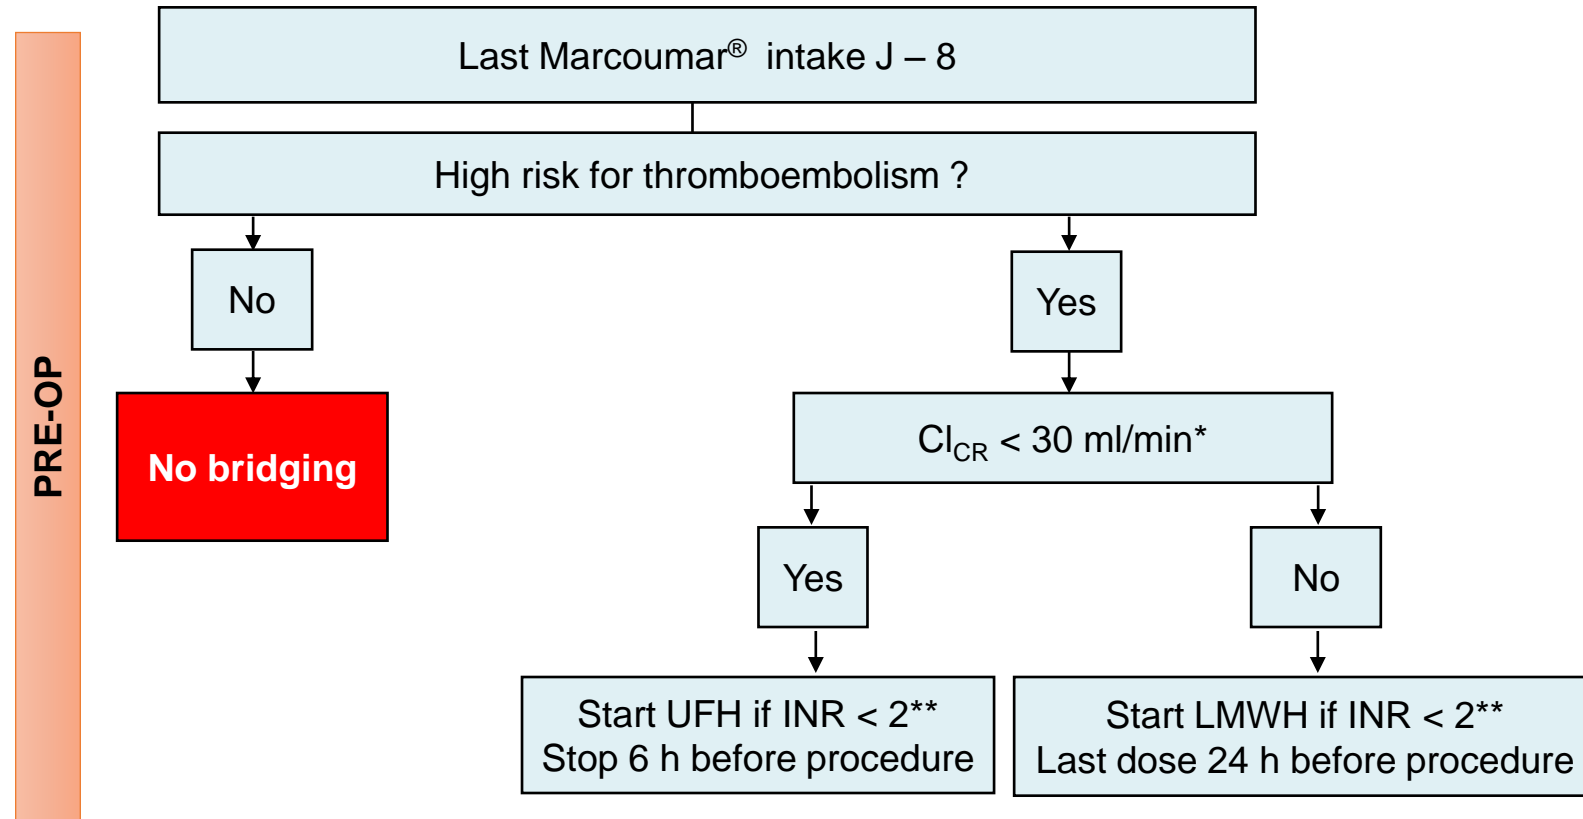 PRE-OP
Last Marcoumar® intake J – 8
High risk for thromboembolism ?
No
Yes
No bridging
ClCR < 30 ml/min*
Yes
No
Start UFH if INR < 2**
Stop 6 h before procedure
Start LMWH if INR < 2**
Last dose 24 h before procedure